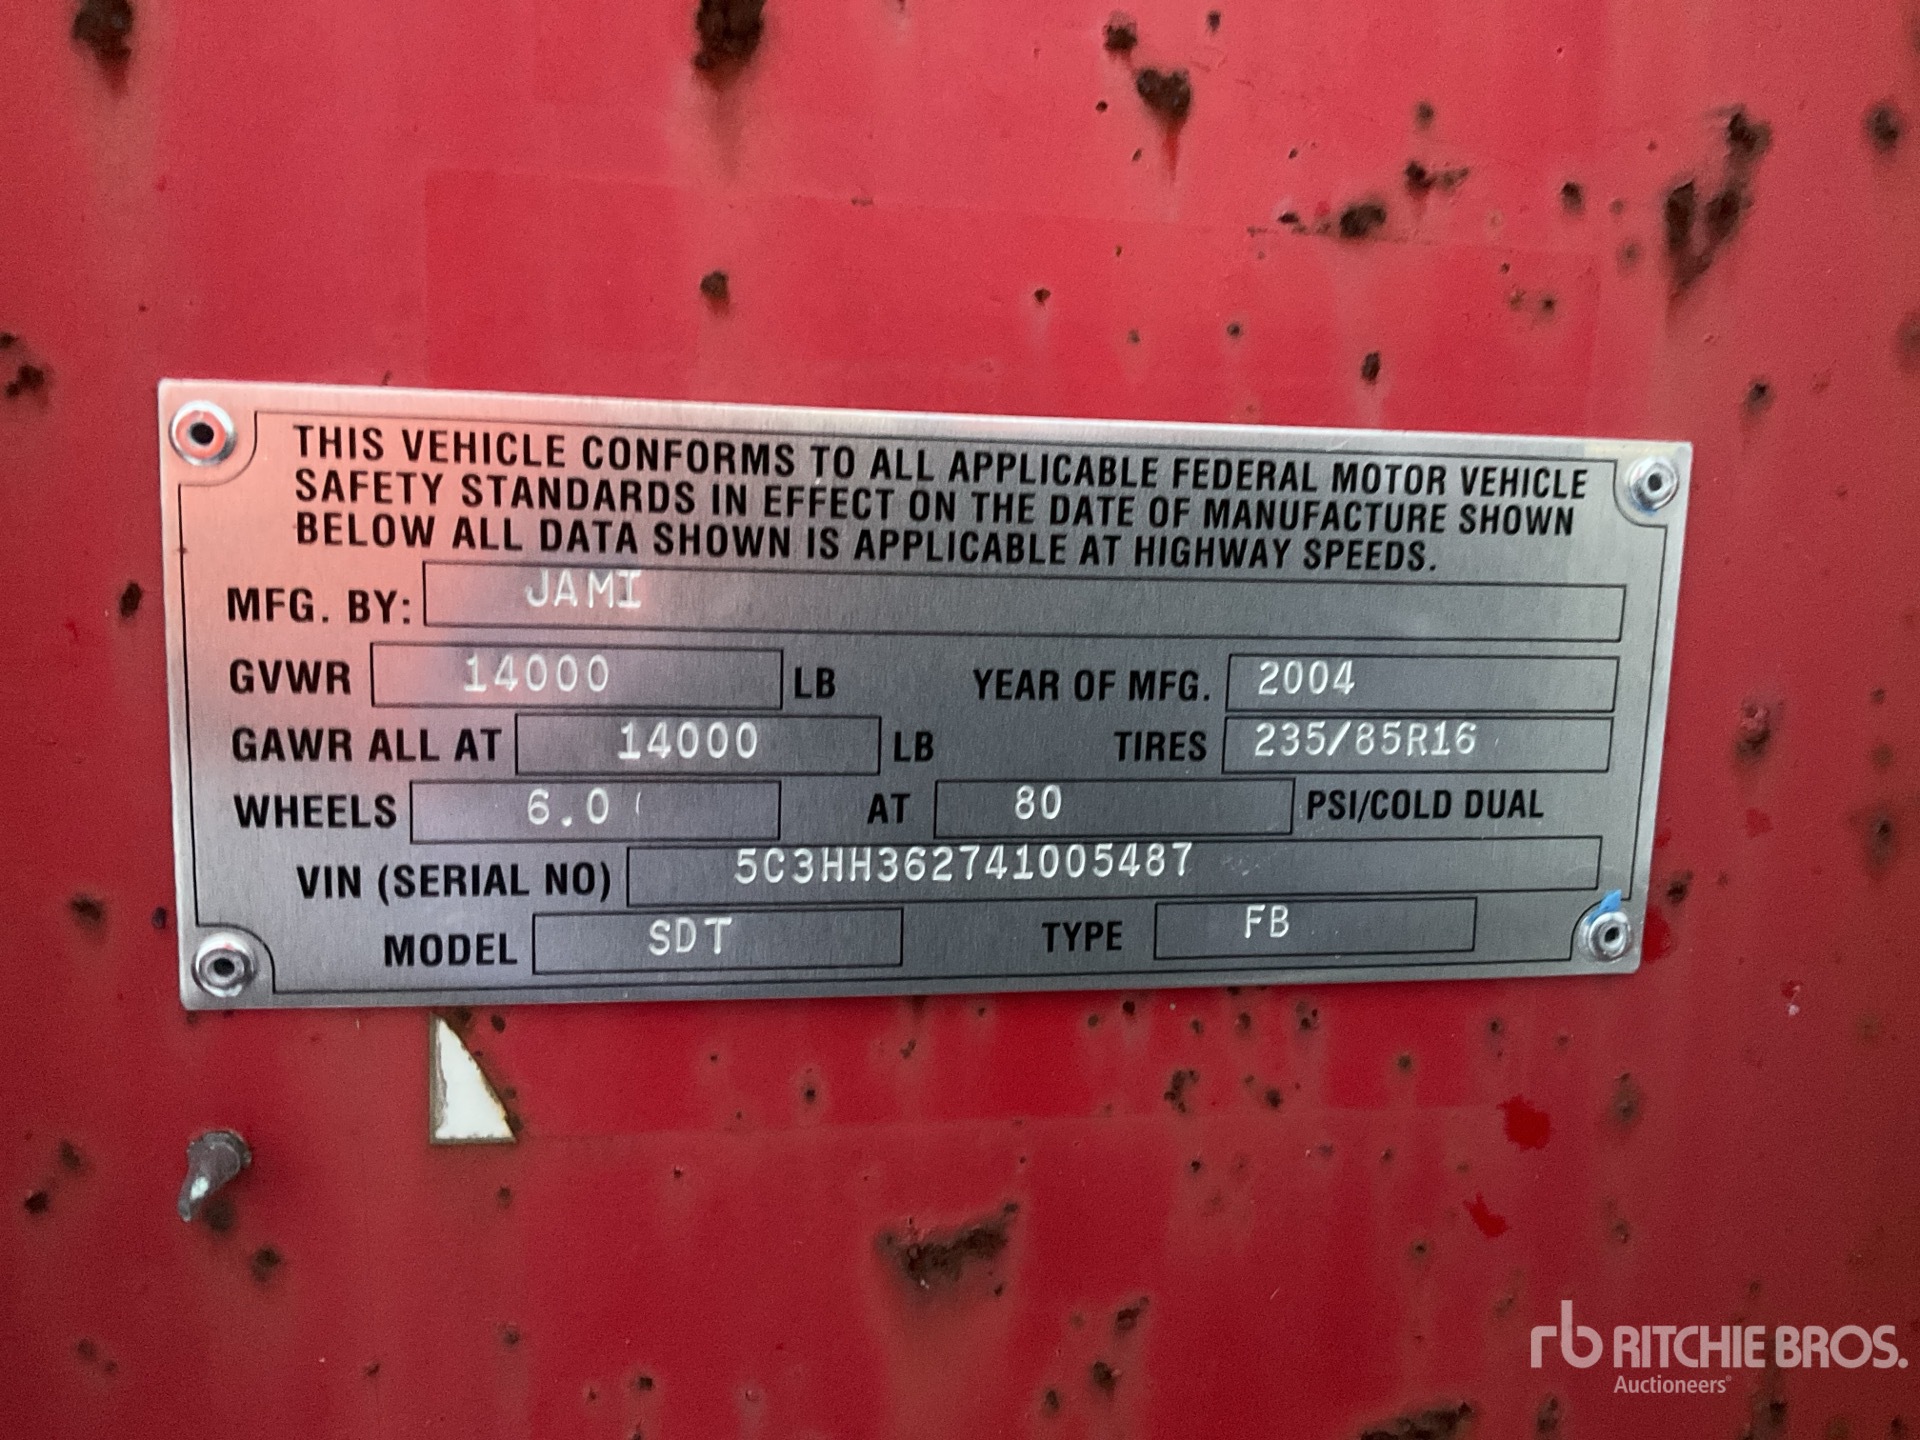 THIS VEHICLE CONFORMS TO ALL APPLICABLE FEDERAL MOTOR VEHICLE
SAFETY STANDARDS IN EFFECT ON THE DATE OF MANUFACTURE SHOWN
BELOW ALL DATA SHOWN IS APPLICABLE AT HIGHWAY SPEEDS.
MFG. BY: JAMI
GVWR 14000 LB YEAR OF MFG. 2004
GAWR ALL AT 14000 LB TIRES 235/85R16
WHEELS 6.0 AT 80 PSI/COLD DUAL
VIN (SERIAL NO) 5C3HH362741005487
MODEL SDT TYPE FB
rb RITCHIE BROS.
Auctioneers®